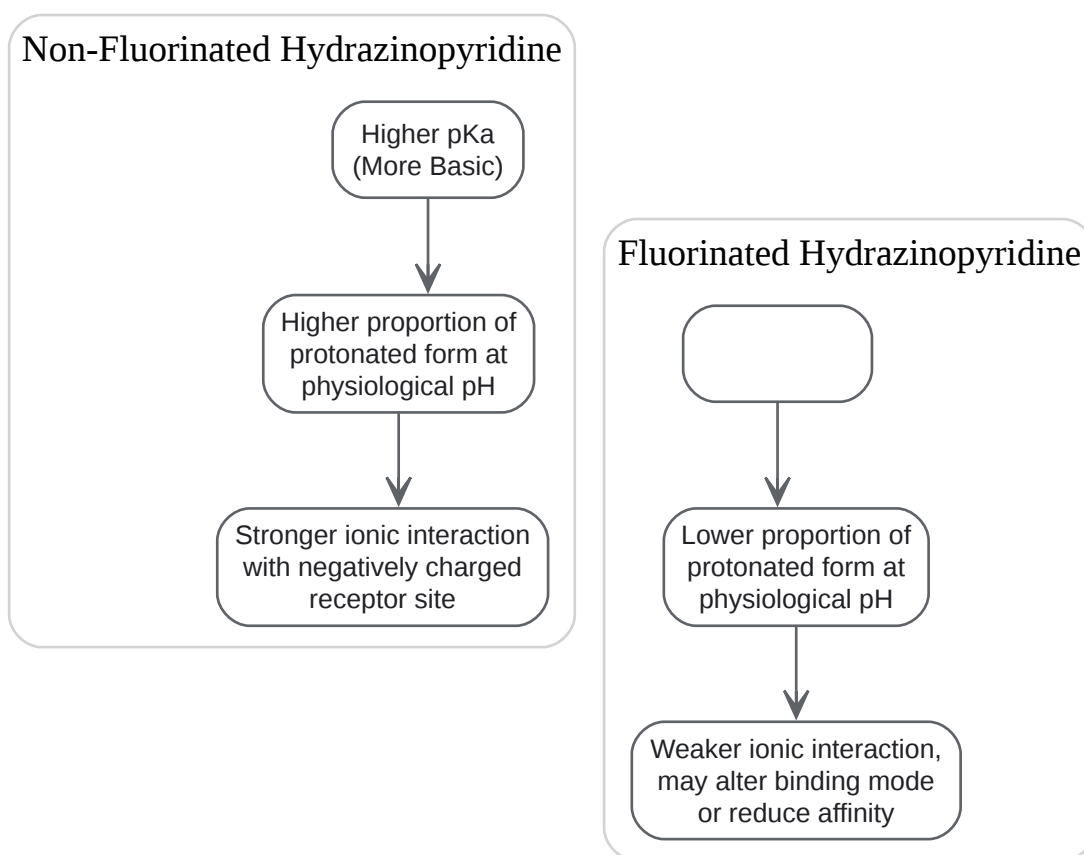 Non-Fluorinated Hydrazinopyridine
Higher pKa
(More Basic)
Higher proportion of
protonated form at
physiological pH
Stronger ionic interaction
with negatively charged
receptor site
Fluorinated Hydrazinopyridine
Lower proportion of
protonated form at
physiological pH
Weaker ionic interaction,
may alter binding mode
or reduce affinity